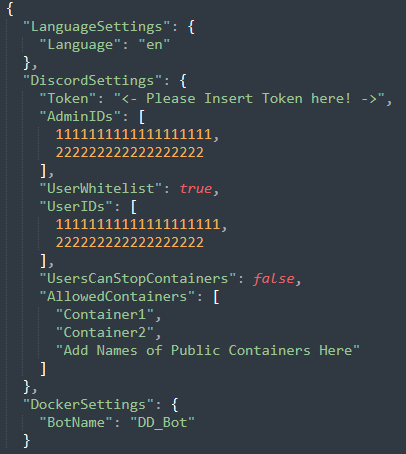 {
  "LanguageSettings": {
    "Language": "en"
  },
  "DiscordSettings": {
    "Token": "<- Please Insert Token here! ->",
    "AdminIDs": [
      1111111111111111111,
      222222222222222222
    ],
    "UserWhitelist": true,
    "UserIDs": [
      11111111111111111111,
      222222222222222222
    ],
    "UsersCanStopContainers": false,
    "AllowedContainers": [
      "Container1",
      "Container2",
      "Add Names of Public Containers Here"
    ]
  },
  "DockerSettings": {
    "BotName": "DD_Bot"
  }